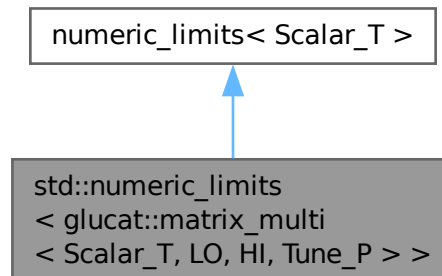 numeric_limits< Scalar_T >
std::numeric_limits
< glucat::matrix_multi
< Scalar_T, LO, HI, Tune_P > >